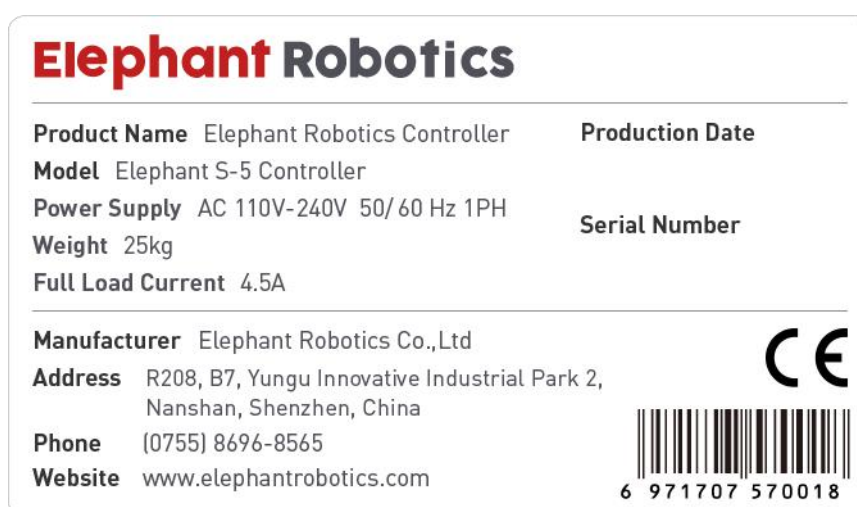 Elephant Robotics
Product Name Elephant Robotics Controller
Production Date
Model Elephant S-5 Controller
Power Supply AC 110V-240V 50/60 Hz 1PH
Serial Number
Weight 25kg
Full Load Current 4.5A
Manufacturer Elephant Robotics Co.,Ltd
CE
Address R208, B7, Yungu Innovative Industrial Park 2,
Nanshan, Shenzhen, China
Phone (0755) 8696-8565
Website www.elephantrobotics.com
6 971707 570018